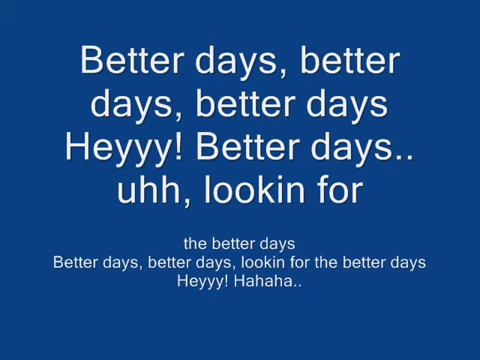 Better days, better
days, better days
Heyyy! Better days..
uhh, lookin for
the better days
Better days, better days, lookin for the better days
Heyyy! Hahaha..